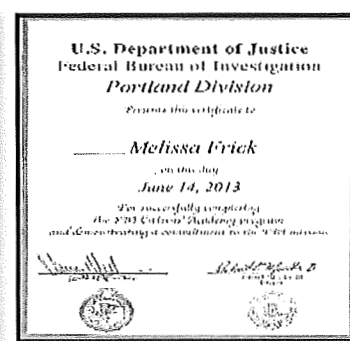 U.S. Department of Justice
Federal Bureau of Investigation
Portland Division
Presents this certificate to
Melissa Frick
on this day
June 14, 2013
For successfully completing
the FBI Citizens' Academy program
and demonstrating a commitment to the FBI mission